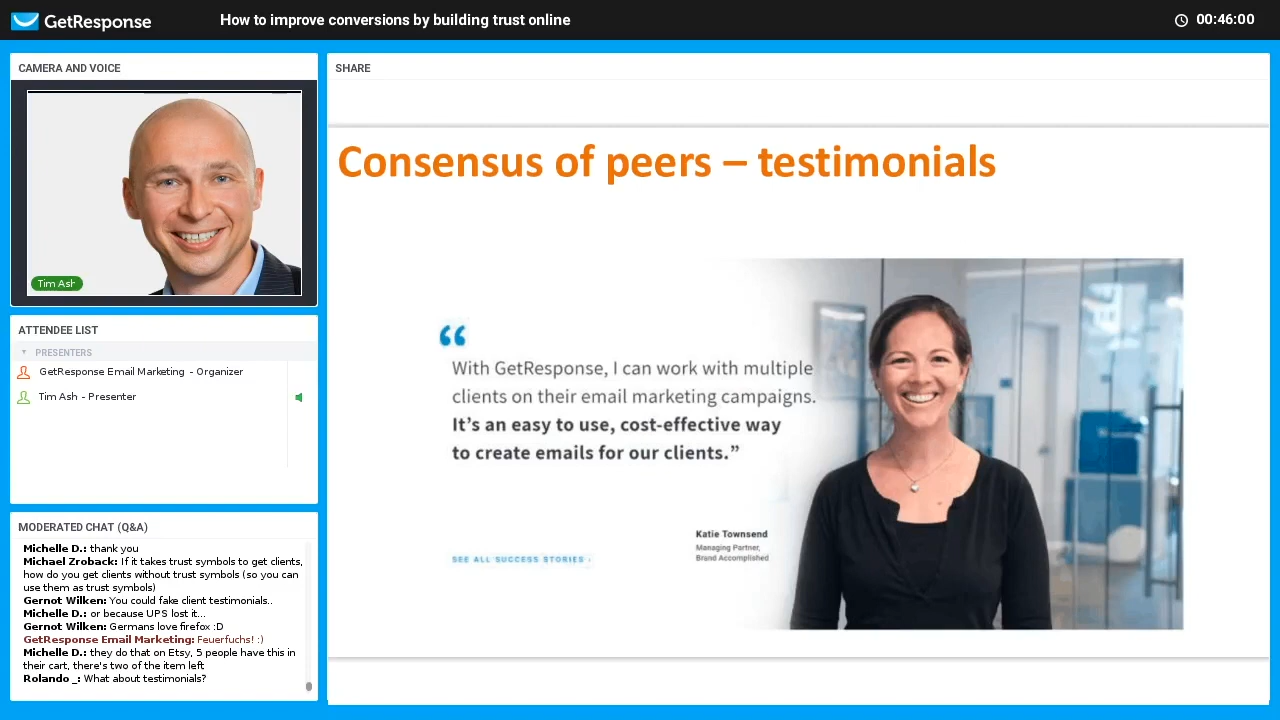 GetResponse
How to improve conversions by building trust online
00:46:00
CAMERA AND VOICE
Tim Ash
ATTENDEE LIST
PRESENTERS
GetResponse Email Marketing - Organizer
Tim Ash - Presenter
MODERATED CHAT (Q&A)
Michelle D.: thank you
Michael Zroback: If it takes trust symbols to get clients,
how do you get clients without trust symbols (so you can
use them as trust symbols)
Gernot Wilken: You could fake client testimonials..
Michelle D.: or because UPS lost it...
Gernot Wilken: Germans love firefox :D
GetResponse Email Marketing: Feuerfuchs! :)
Michelle D.: they do that on Etsy, 5 people have this in
their cart, there's two of the item left
Rolando _: What about testimonials?
SHARE
Consensus of peers – testimonials
“
With GetResponse, I can work with multiple
clients on their email marketing campaigns.
It’s an easy to use, cost-effective way
to create emails for our clients.”
Katie Townsend
Managing Partner,
Brand Accomplished
SEE ALL SUCCESS STORIES ›